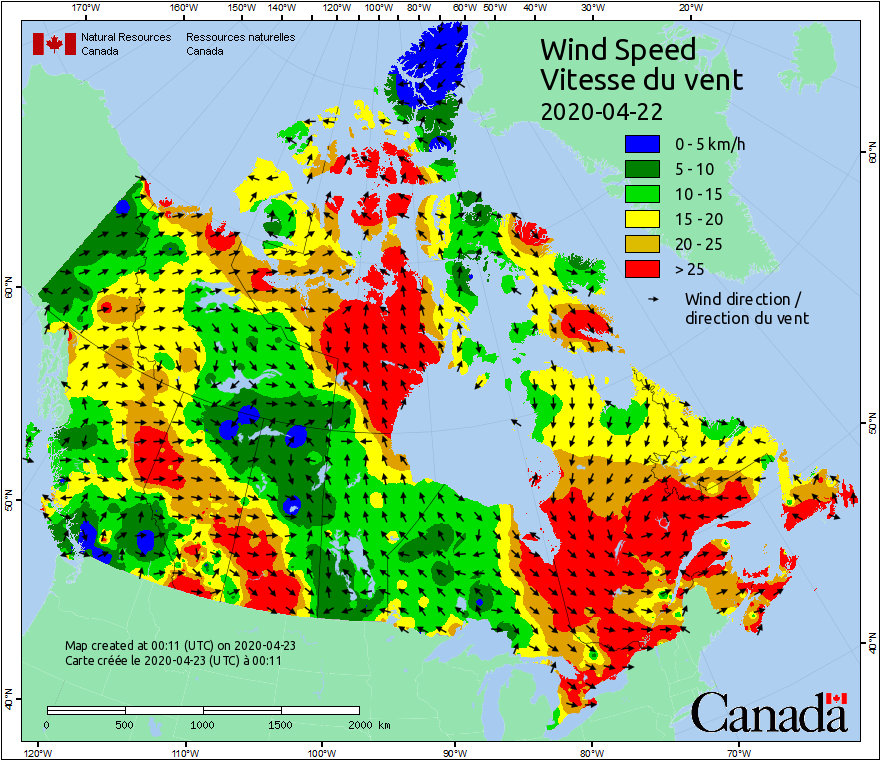 170°W 160°W 150°W 140°W 130°W 120°W 110°W 100°W 90°W 80°W 70°W 60°W 50°W 40°W 30°W 20°W
Natural Resources Ressources naturelles
Canada Canada
Wind Speed
Vitesse du vent
2020-04-22
0 - 5 km/h
5 - 10
10 - 15
15 - 20
20 - 25
> 25
Wind direction /
direction du vent
60°N
60°N
50°N
50°N
40°N
40°N
Map created at 00:11 (UTC) on 2020-04-23
Carte créée le 2020-04-23 (UTC) à 00:11
0 500 1000 1500 2000 km
Canada
120°W 110°W 100°W 90°W 80°W 70°W